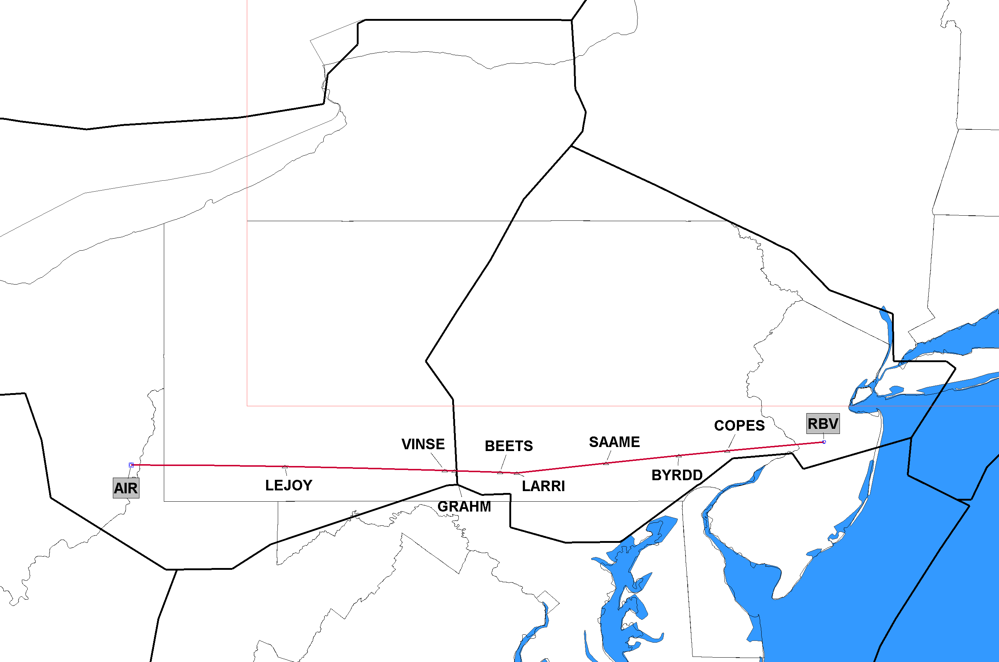 COPES
RBV
VINSE
BEETS
SAAME
BYRDD
AIR
LEJOY
LARRI
GRAHM